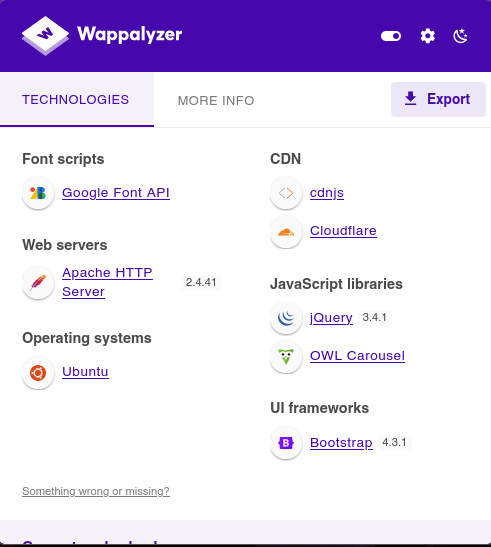 Wappalyzer
TECHNOLOGIES
MORE INFO
Export
Font scripts
Google Font API
Web servers
Apache HTTP
Server
2.4.41
Operating systems
Ubuntu
CDN
cdnjs
Cloudflare
JavaScript libraries
jQuery 3.4.1
OWL Carousel
UI frameworks
Bootstrap 4.3.1
Something wrong or missing?